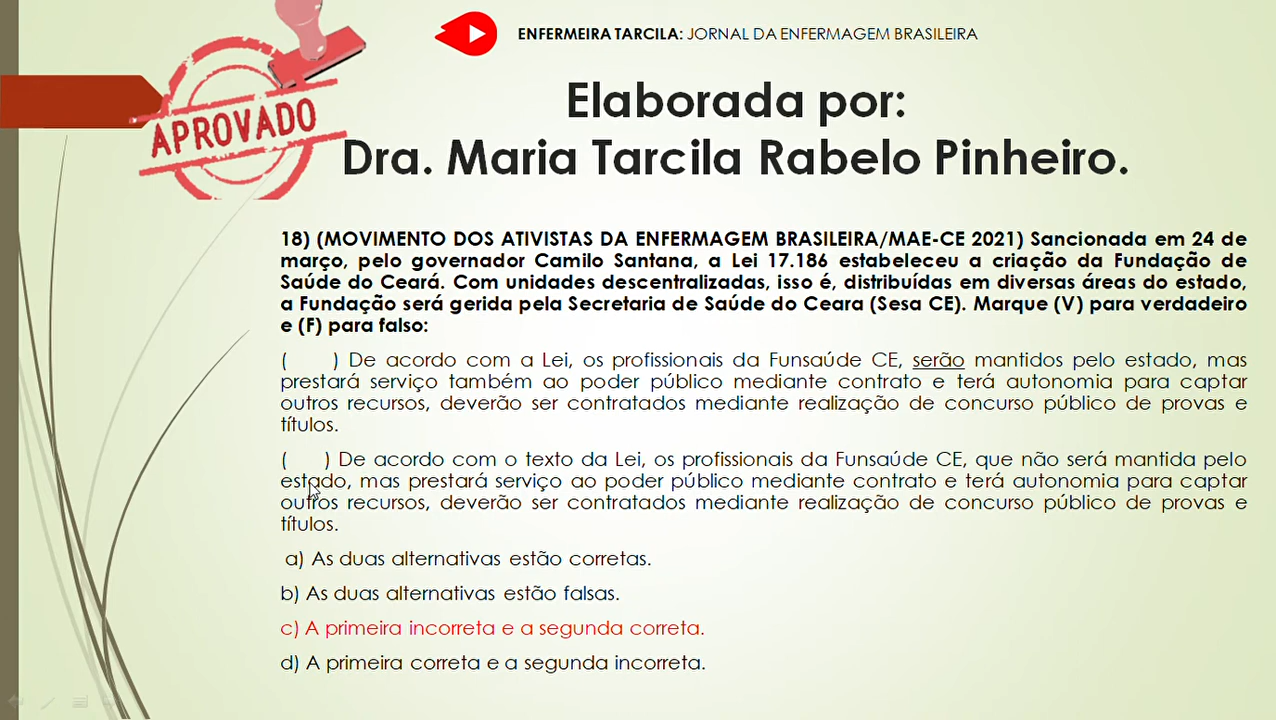 ENFERMEIRA TARCILA: JORNAL DA ENFERMAGEM BRASILEIRA
APROVADO
Elaborada por:
Dra. Maria Tarcila Rabelo Pinheiro.
18) (MOVIMENTO DOS ATIVISTAS DA ENFERMAGEM BRASILEIRA/MAE-CE 2021) Sancionada em 24 de
março, pelo governador Camilo Santana, a Lei 17.186 estabeleceu a criação da Fundação de
Saúde do Ceará. Com unidades descentralizadas, isso é, distribuídas em diversas áreas do estado,
a Fundação será gerida pela Secretaria de Saúde do Ceara (Sesa CE). Marque (V) para verdadeiro
e (F) para falso:
( ) De acordo com a Lei, os profissionais da Funsaúde CE, serão mantidos pelo estado, mas
prestará serviço também ao poder público mediante contrato e terá autonomia para captar
outros recursos, deverão ser contratados mediante realização de concurso público de provas e
títulos.
( ) De acordo com o texto da Lei, os profissionais da Funsaúde CE, que não será mantida pelo
estado, mas prestará serviço ao poder público mediante contrato e terá autonomia para captar
outros recursos, deverão ser contratados mediante realização de concurso público de provas e
títulos.
a) As duas alternativas estão corretas.
b) As duas alternativas estão falsas.
c) A primeira incorreta e a segunda correta.
d) A primeira correta e a segunda incorreta.